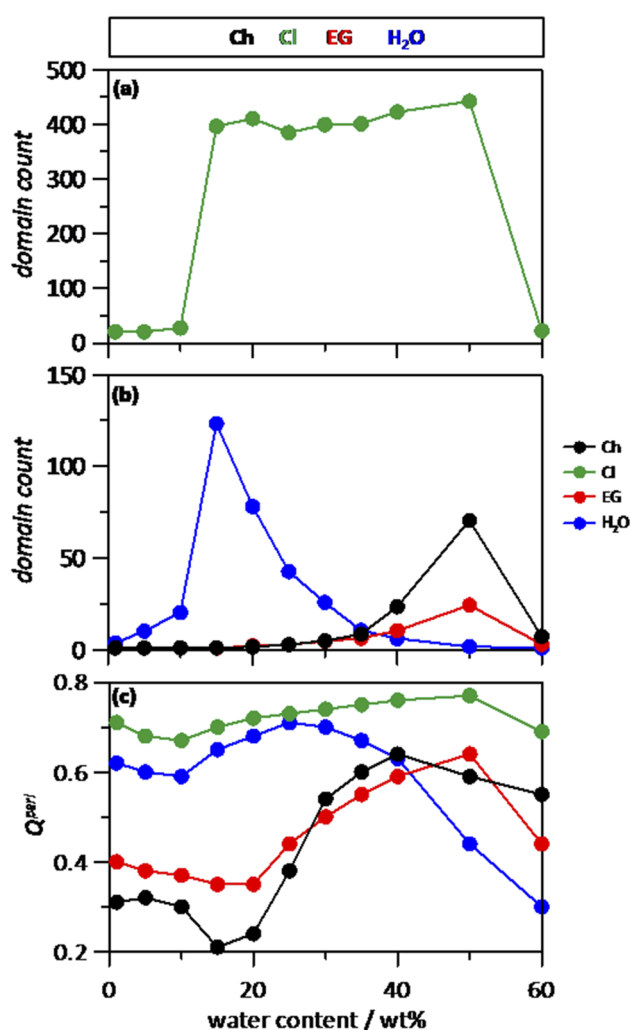 Ch Cl EG H₂O
500
(a)
400
300
200
100
0
domain count
150
(b)
100
50
0
domain count
Ch
Cl
EG
H₂O
0.8
(c)
0.6
0.4
0.2
Qperi
0 20 40 60
water content / wt%